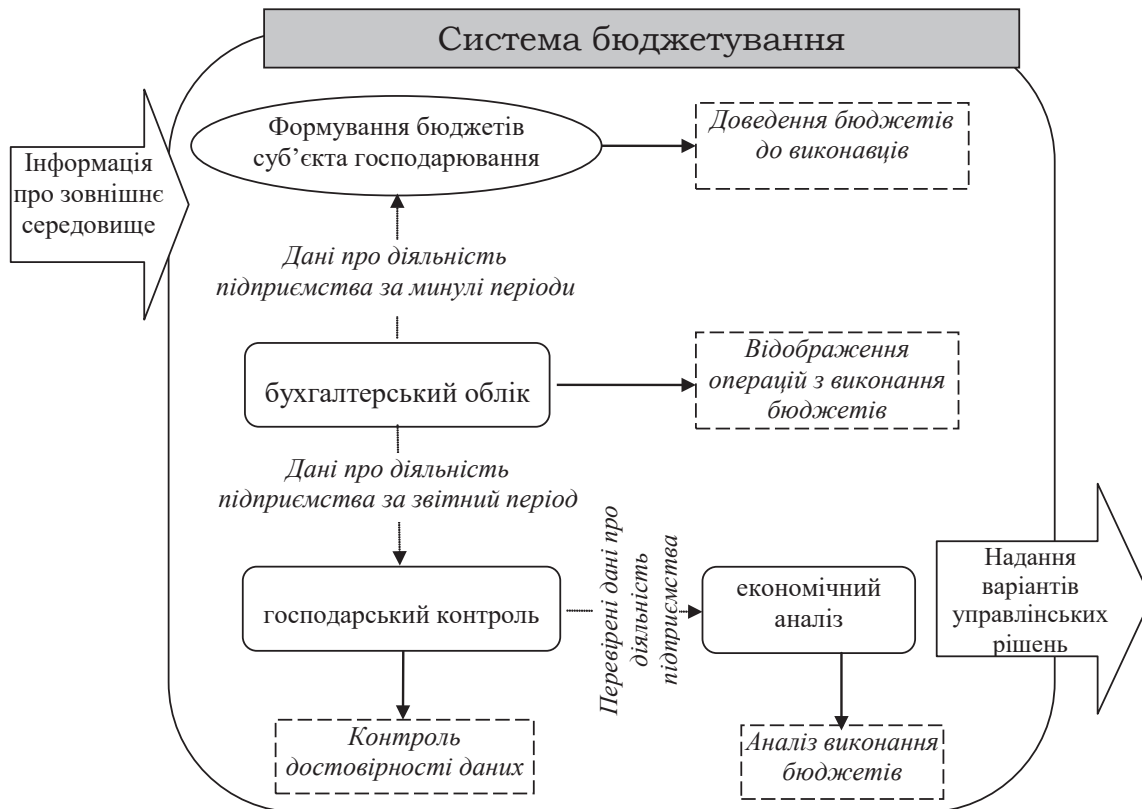 Система бюджетування
Інформація
про зовнішнє
середовище
Формування бюджетів
суб’єкта господарювання
Доведення бюджетів
до виконавців
Дані про діяльність
підприємства за минулі періоди
бухгалтерський облік
Відображення
операцій з виконання
бюджетів
Дані про діяльність
підприємства за звітний період
господарський контроль
Перевірені дані про
діяльність
підприємства
економічний
аналіз
Надання
варіантів
управлінських
рішень
Контроль
достовірності даних
Аналіз виконання
бюджетів